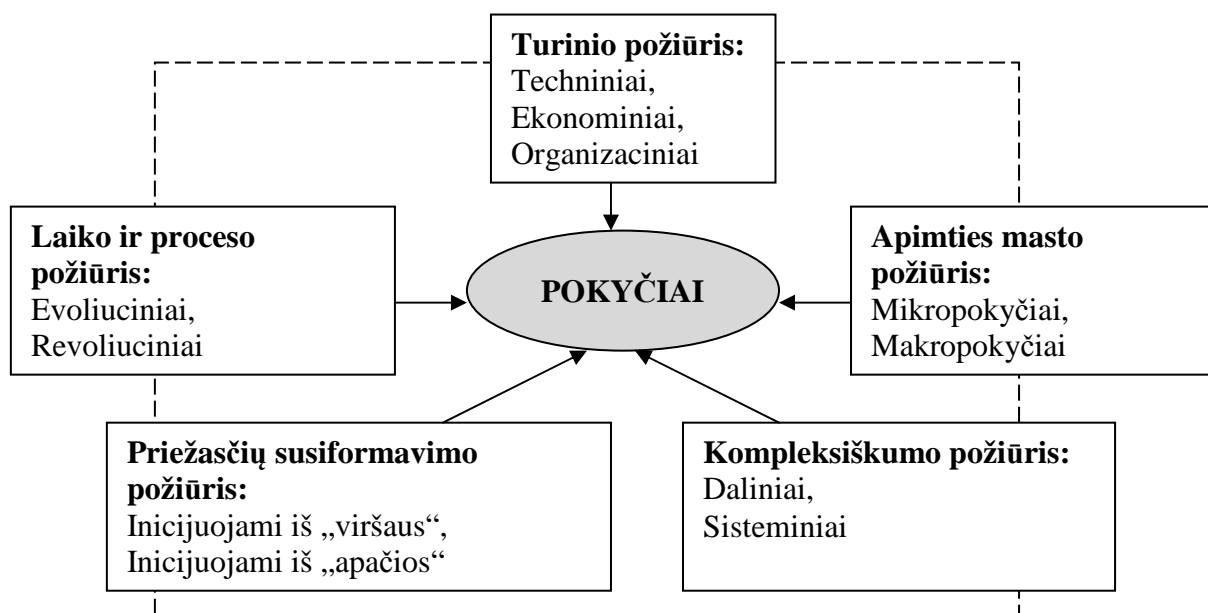 Turinio požiūris:
Techniniai,
Ekonominiai,
Organizaciniai
Laiko ir proceso
požiūris:
Evoliuciniai,
Revoliuciniai
POKYČIAI
Apimties masto
požiūris:
Mikropokyčiai,
Makropokyčiai
Priežasčių susiformavimo
požiūris:
Inicijuojami iš „viršaus“,
Inicijuojami iš „apačios“
Kompleksiškumo požiūris:
Daliniai,
Sisteminiai